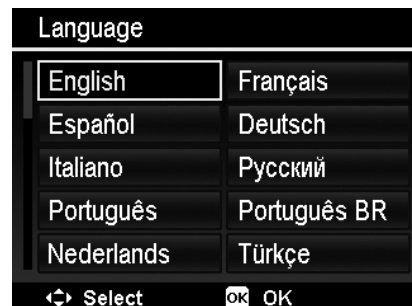 Language
English Français
Español Deutsch
Italiano Русский
Português Português BR
Nederlands Türkçe
Select OK OK